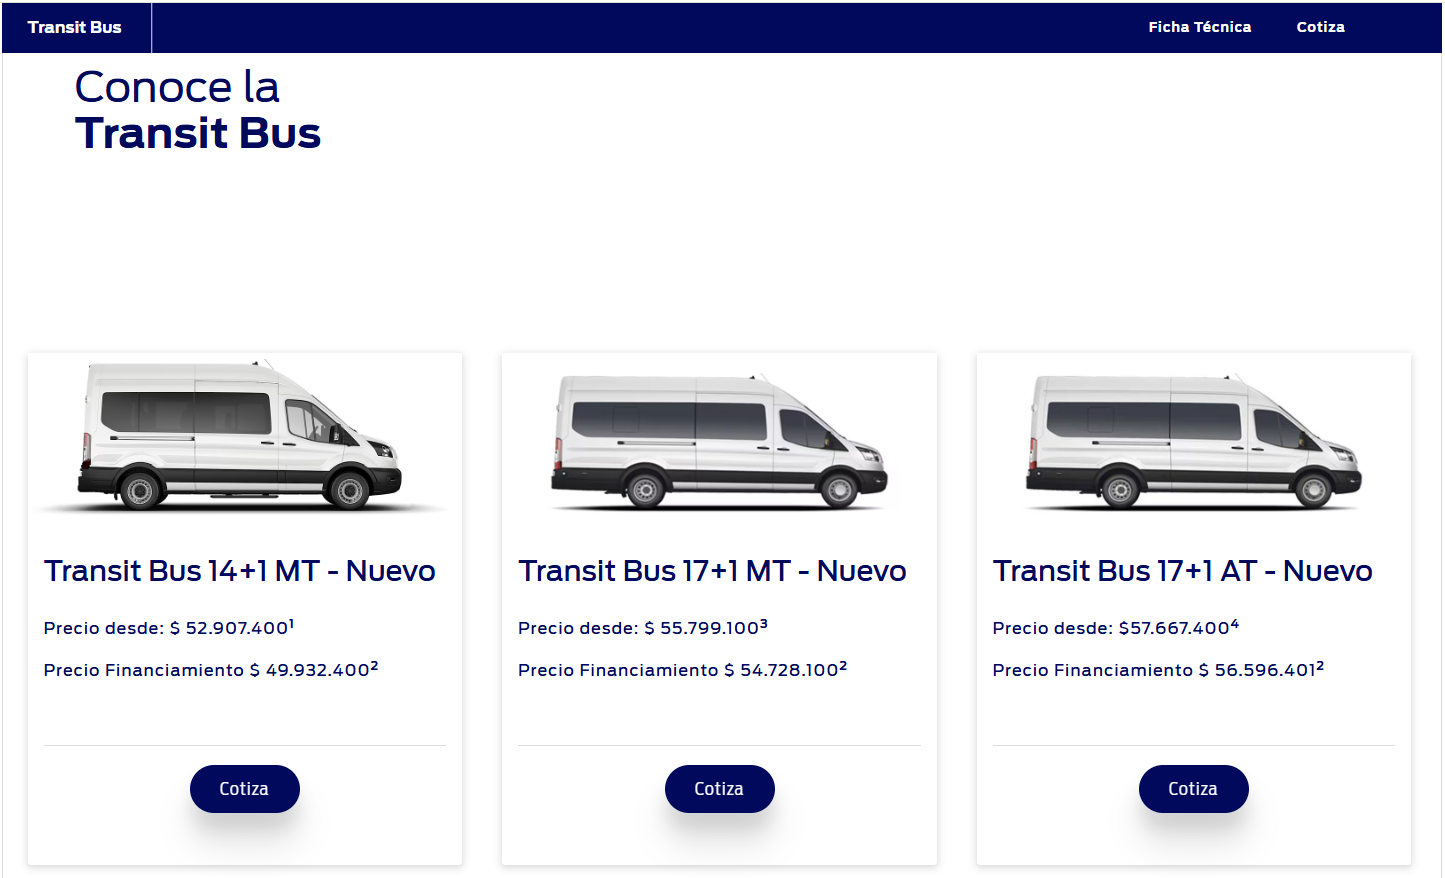 Transit Bus
Ficha Técnica
Cotiza
Conoce la
Transit Bus
Transit Bus 14+1 MT - Nuevo
Precio desde: $ 52.907.400¹
Precio Financiamiento $ 49.932.400²
Cotiza
Transit Bus 17+1 MT - Nuevo
Precio desde: $ 55.799.100³
Precio Financiamiento $ 54.728.100²
Cotiza
Transit Bus 17+1 AT - Nuevo
Precio desde: $57.667.400⁴
Precio Financiamiento $ 56.596.401²
Cotiza